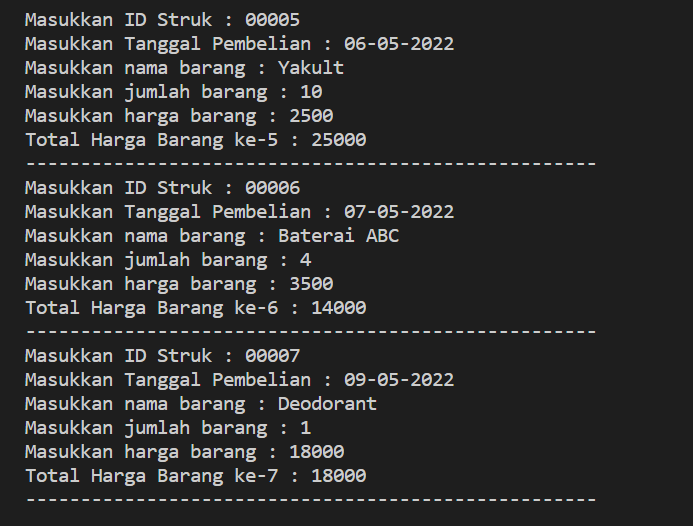 Masukkan ID Struk : 00005
Masukkan Tanggal Pembelian : 06-05-2022
Masukkan nama barang : Yakult
Masukkan jumlah barang : 10
Masukkan harga barang : 2500
Total Harga Barang ke-5 : 25000
----------------------------------------------------
Masukkan ID Struk : 00006
Masukkan Tanggal Pembelian : 07-05-2022
Masukkan nama barang : Baterai ABC
Masukkan jumlah barang : 4
Masukkan harga barang : 3500
Total Harga Barang ke-6 : 14000
----------------------------------------------------
Masukkan ID Struk : 00007
Masukkan Tanggal Pembelian : 09-05-2022
Masukkan nama barang : Deodorant
Masukkan jumlah barang : 1
Masukkan harga barang : 18000
Total Harga Barang ke-7 : 18000
----------------------------------------------------